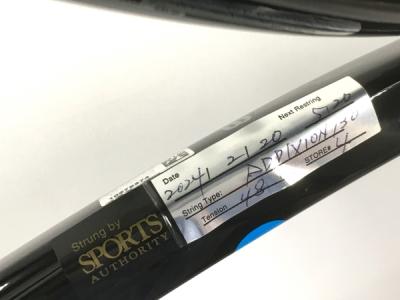 Date
Next Restring
2024/ 2/20
5/20
String Type:
ADDIXION 130
Tension
48
STORE#
4
Strung by
SPORTS
AUTHORITY